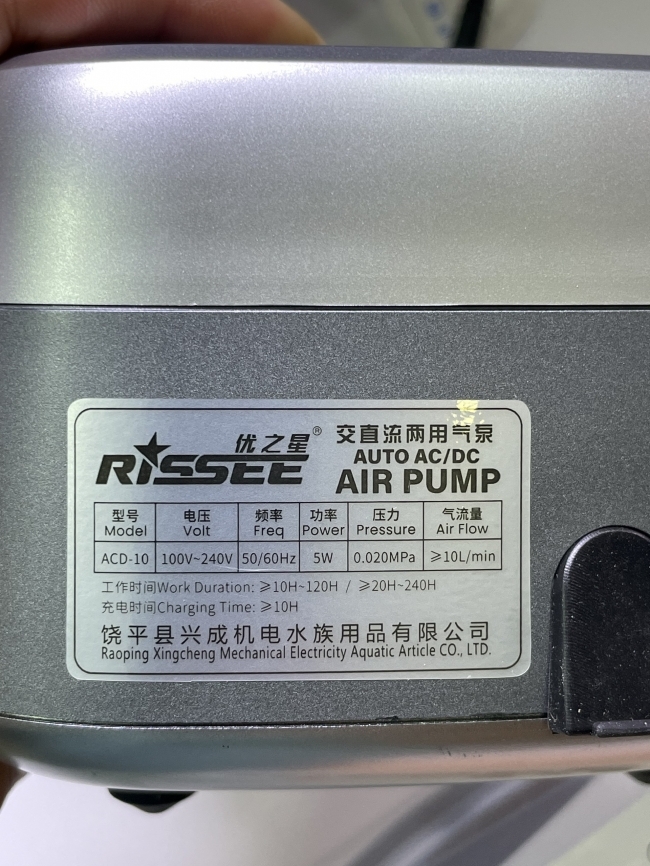 优之星®
RISSEE
交直流两用气泵
AUTO AC/DC
AIR PUMP
型号 电压 频率 功率 压力 气流量
Model Volt Freq Power Pressure Air Flow
ACD-10 100V~240V 50/60Hz 5W 0.020MPa ≥10L/min
工作时间Work Duration: ≥10H~120H / ≥20H~240H
充电时间Charging Time: ≥10H
饶平县兴成机电水族用品有限公司
Raoping Xingcheng Mechanical Electricity Aquatic Article CO., LTD.